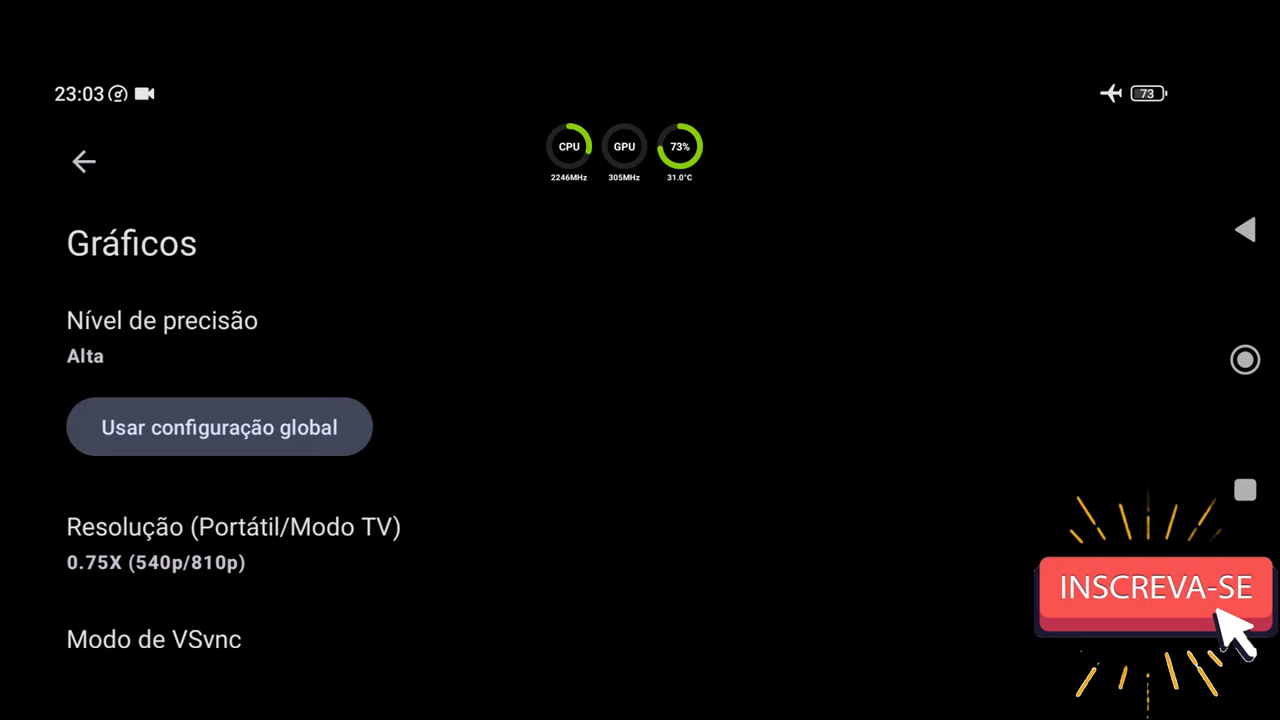 23:03
73
CPU
GPU
73%
2246MHz
305MHz
31.0°C
Gráficos
Nível de precisão
Alta
Usar configuração global
Resolução (Portátil/Modo TV)
0.75X (540p/810p)
INSCREVA-SE
Modo de VSync